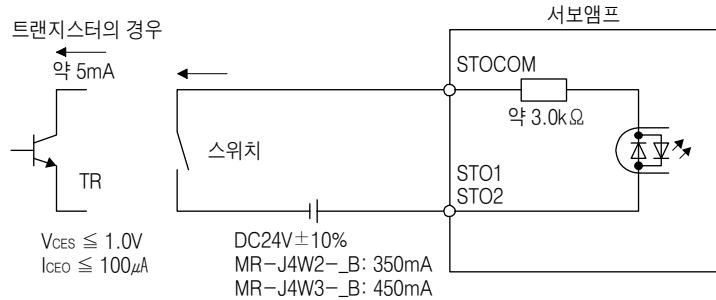 서보앰프
트랜지스터의 경우
약 5mA
STOCOM
약 3.0kΩ
스위치
TR
STO1
STO2
VCES ≦ 1.0V
ICEO ≦ 100μA
DC24V±10%
MR-J4W2-_B: 350mA
MR-J4W3-_B: 450mA